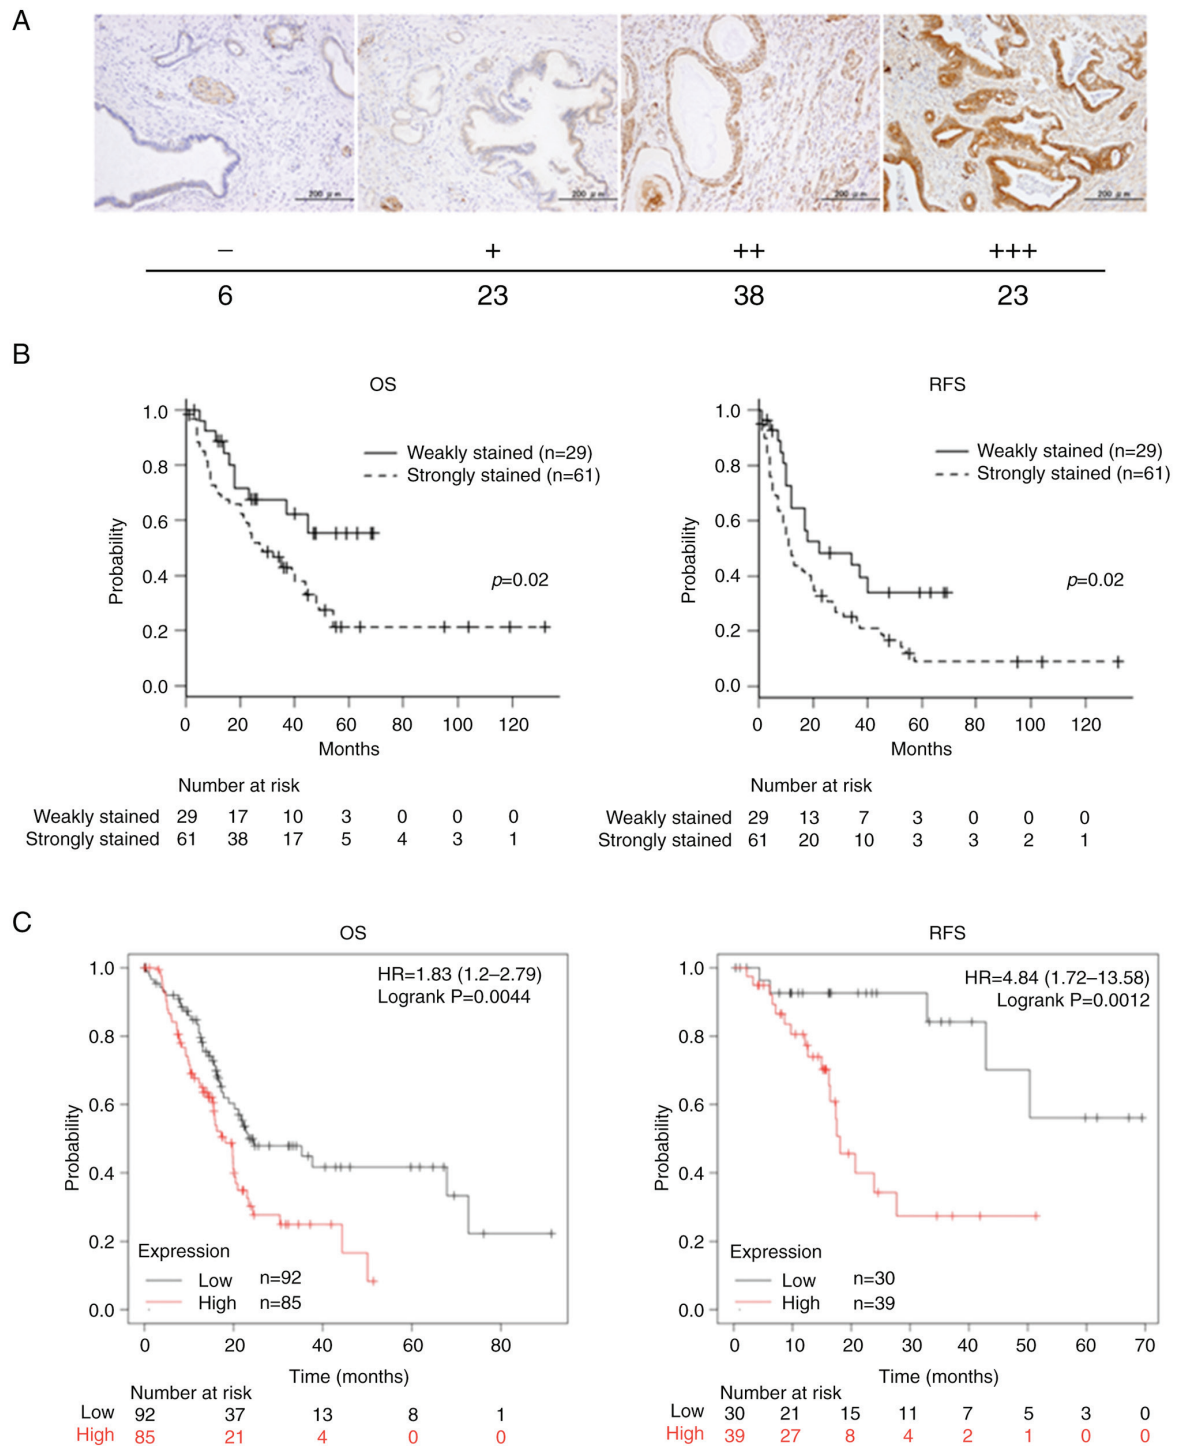 A
200 μm 200 μm 200 μm 200 μm
− + ++ +++
6 23 38 23
B
OS
1.0
0.8
0.6
0.4
0.2
0.0
Probability
Weakly stained (n=29)
Strongly stained (n=61)
p=0.02
0 20 40 60 80 100 120
Months
Number at risk
Weakly stained 29 17 10 3 0 0 0
Strongly stained 61 38 17 5 4 3 1
RFS
1.0
0.8
0.6
0.4
0.2
0.0
Probability
Weakly stained (n=29)
Strongly stained (n=61)
p=0.02
0 20 40 60 80 100 120
Months
Number at risk
Weakly stained 29 13 7 3 0 0 0
Strongly stained 61 20 10 3 3 2 1
C
OS
1.0
0.8
0.6
0.4
0.2
0.0
Probability
HR=1.83 (1.2–2.79)
Logrank P=0.0044
Expression
Low n=92
High n=85
0 20 40 60 80
Time (months)
Number at risk
Low 92 37 13 8 1
High 85 21 4 0 0
RFS
1.0
0.8
0.6
0.4
0.2
0.0
Probability
HR=4.84 (1.72–13.58)
Logrank P=0.0012
Expression
Low n=30
High n=39
0 10 20 30 40 50 60 70
Time (months)
Number at risk
Low 30 21 15 11 7 5 3 0
High 39 27 8 4 2 1 0 0